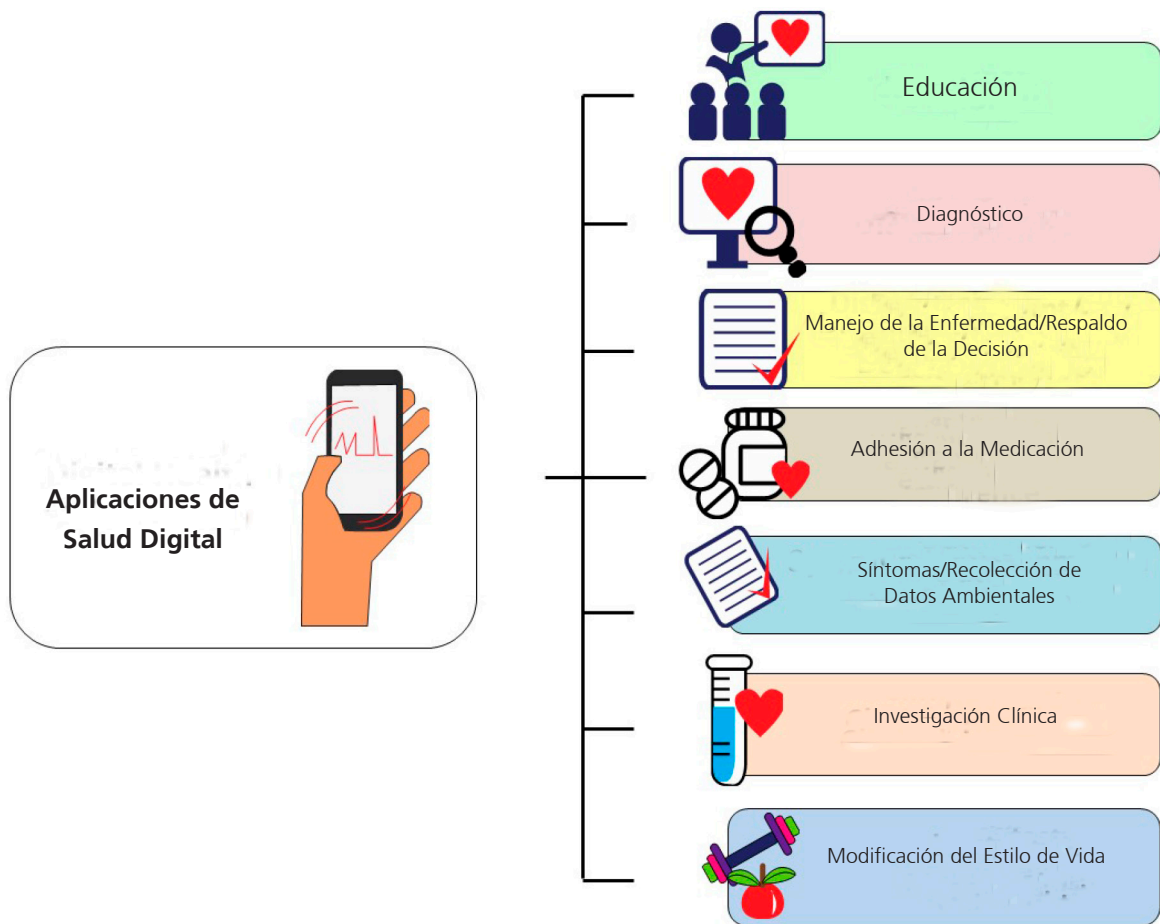 Aplicaciones de
Salud Digital
Educación
Diagnóstico
Manejo de la Enfermedad/Respaldo
de la Decisión
Adhesión a la Medicación
Síntomas/Recolección de
Datos Ambientales
Investigación Clínica
Modificación del Estilo de Vida